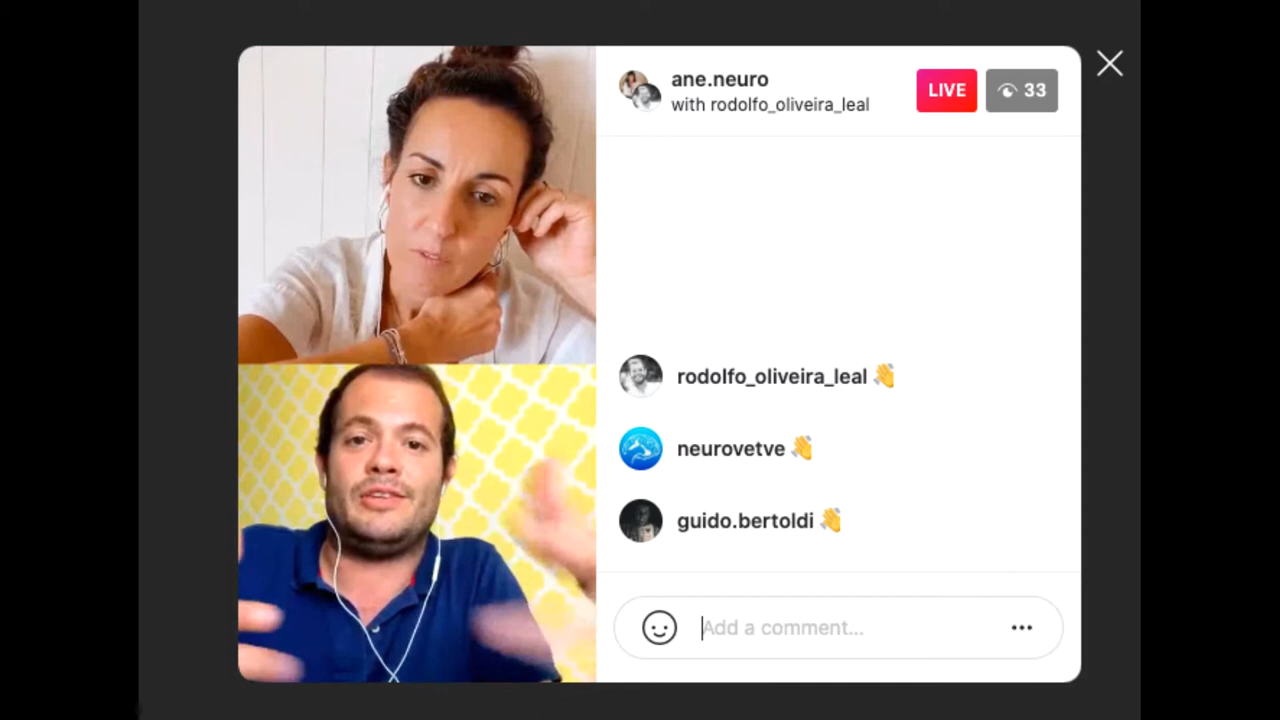 ane.neuro
with rodolfo_oliveira_leal
LIVE
33
rodolfo_oliveira_leal 👏
neurovetve 👏
guido.bertoldi 👏
Add a comment...